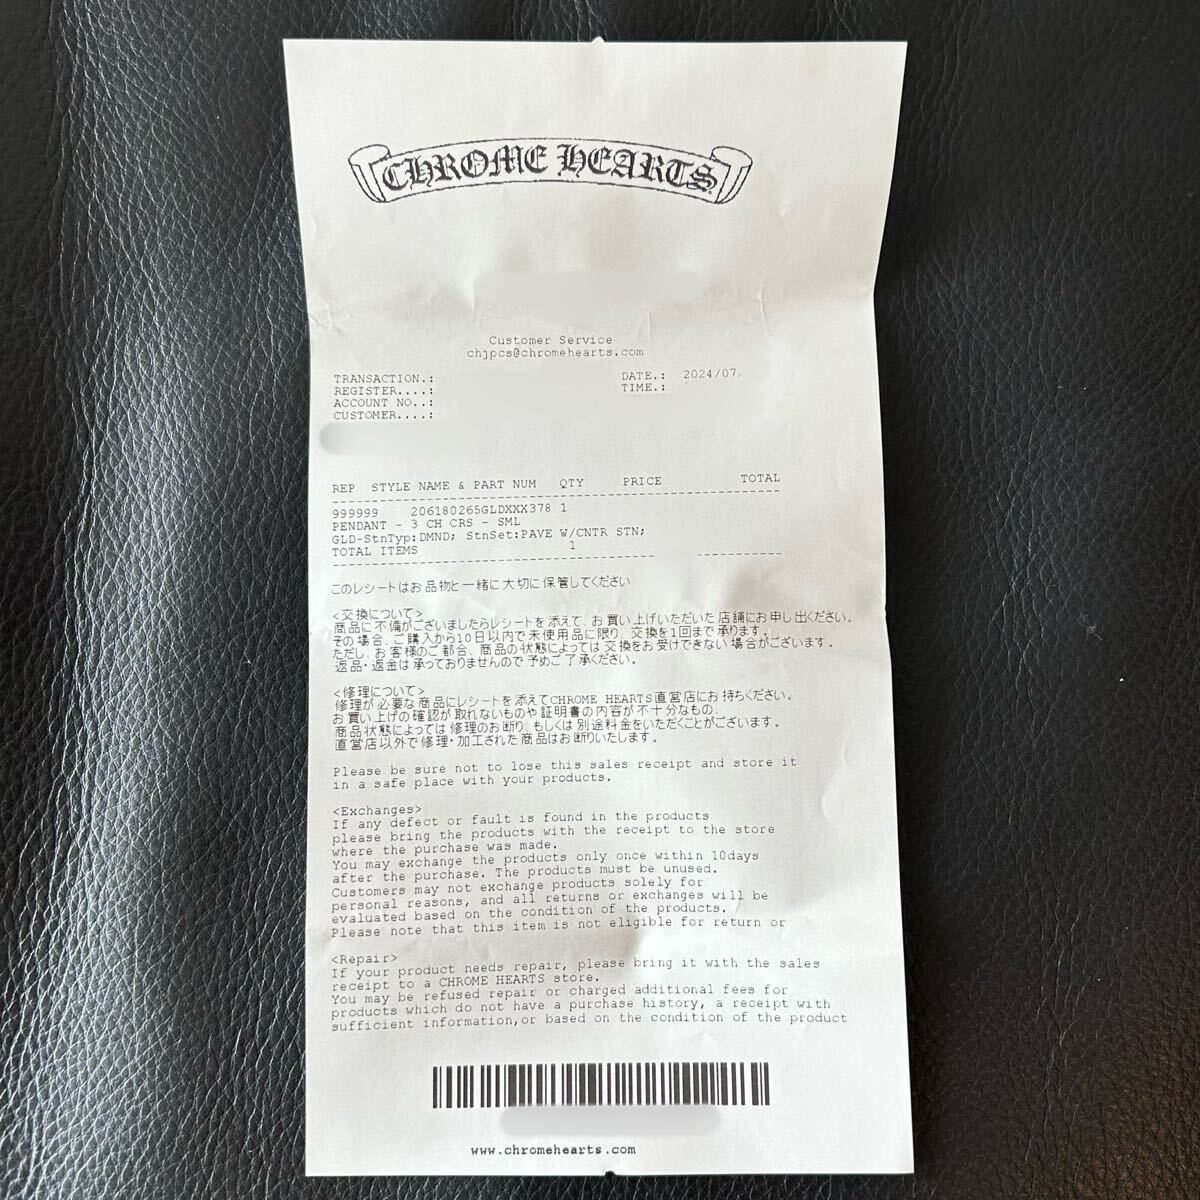 CHROME HEARTS
Customer Service
chjpcs@chromehearts.com
TRANSACTION.: DATE.: 2024/07/
REGISTER....: TIME.:
ACCOUNT NO..:
CUSTOMER....:
REP STYLE NAME & PART NUM QTY PRICE TOTAL
999999 206180265GLDXXX378 1
PENDANT - 3 CH CRS - SML
GLD-StnTyp:DMND; StnSet:PAVE W/CNTR STN;
TOTAL ITEMS 1
このレシートはお品物と一緒に大切に保管してください
<交換について>
商品に不備がございましたらレシートを添えて、お買い上げいただいた店舗にお申し出ください。
その場合、ご購入から10日以内で未使用品に限り、交換を1回まで承ります。
ただし、お客様のご都合、商品の状態によっては交換をお受けできない場合がございます。
返品・返金は承っておりませんので予めご了承ください。
<修理について>
修理が必要な商品にレシートを添えてCHROME HEARTS直営店にお持ちください。
お買い上げの確認が取れないものや証明書の内容が不十分なもの、
商品状態によっては修理のお断り、もしくは別途料金をいただくことがございます。
直営店以外で修理・加工された商品はお断りいたします。
Please be sure not to lose this sales receipt and store it
in a safe place with your products.
<Exchanges>
If any defect or fault is found in the products
please bring the products with the receipt to the store
where the purchase was made.
You may exchange the products only once within 10days
after the purchase. The products must be unused.
Customers may not exchange products solely for
personal reasons, and all returns or exchanges will be
evaluated based on the condition of the products.
Please note that this item is not eligible for return or
<Repair>
If your product needs repair, please bring it with the sales
receipt to a CHROME HEARTS store.
You may be refused repair or charged additional fees for
products which do not have a purchase history, a receipt with
sufficient information,or based on the condition of the product
www.chromehearts.com